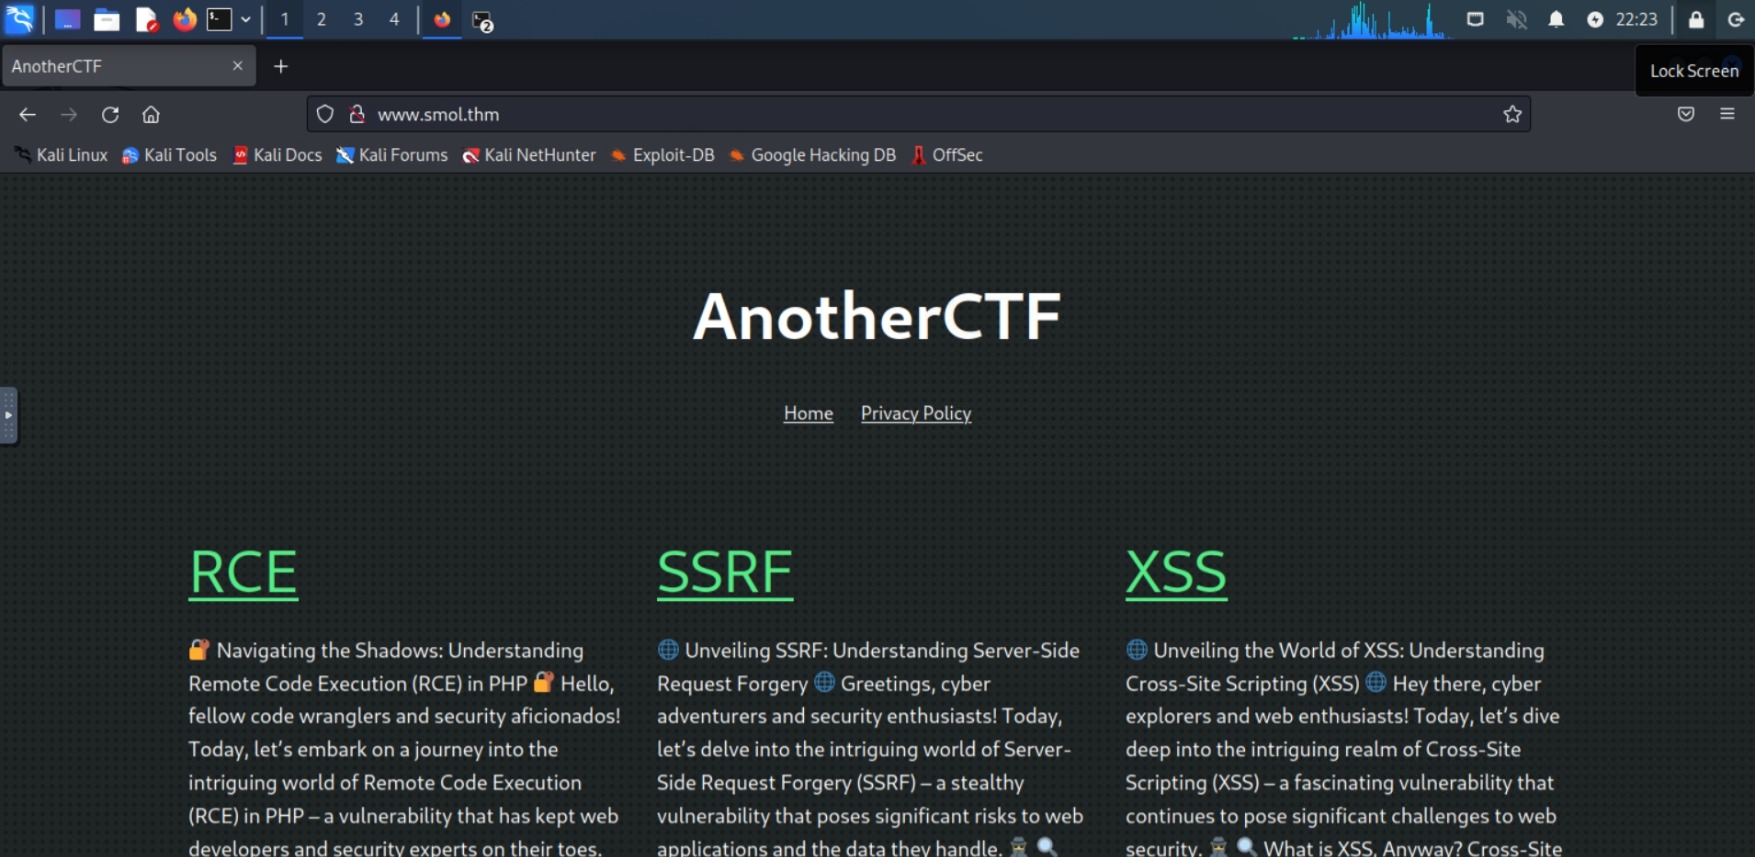 1 2 3 4 2 22:23
AnotherCTF
Lock Screen
www.smol.thm
Kali Linux Kali Tools Kali Docs Kali Forums Kali NetHunter Exploit-DB Google Hacking DB OffSec
AnotherCTF
Home Privacy Policy
RCE
🔐 Navigating the Shadows: Understanding
Remote Code Execution (RCE) in PHP 🔐 Hello,
fellow code wranglers and security aficionados!
Today, let’s embark on a journey into the
intriguing world of Remote Code Execution
(RCE) in PHP – a vulnerability that has kept web
developers and security experts on their toes.
SSRF
🌐 Unveiling SSRF: Understanding Server-Side
Request Forgery 🌐 Greetings, cyber
adventurers and security enthusiasts! Today,
let’s delve into the intriguing world of Server-
Side Request Forgery (SSRF) – a stealthy
vulnerability that poses significant risks to web
applications and the data they handle. 🕵️ 🔍
XSS
🌐 Unveiling the World of XSS: Understanding
Cross-Site Scripting (XSS) 🌐 Hey there, cyber
explorers and web enthusiasts! Today, let’s dive
deep into the intriguing realm of Cross-Site
Scripting (XSS) – a fascinating vulnerability that
continues to pose significant challenges to web
security. 🕵️ 🔍 What is XSS, Anyway? Cross-Site